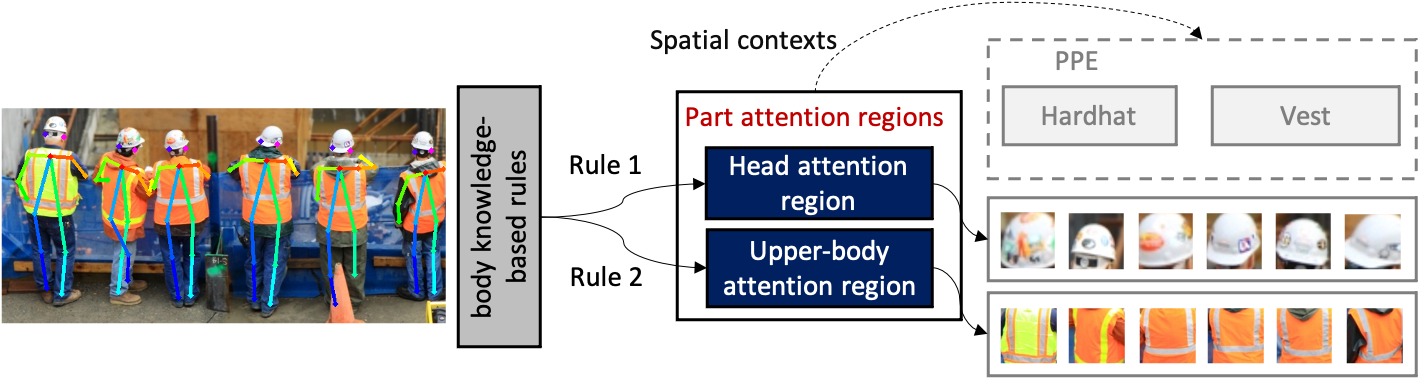 Spatial contexts
PPE
Hardhat
Vest
body knowledge-
based rules
Rule 1
Rule 2
Part attention regions
Head attention
region
Upper-body
attention region